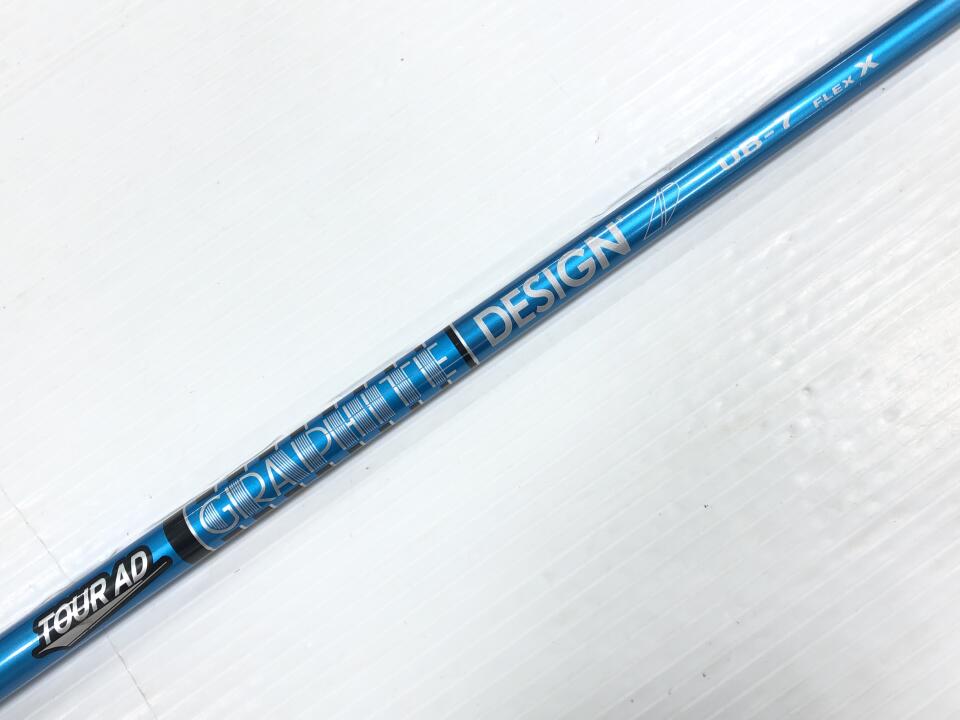 TOUR AD
GRAPHITE DESIGN
UB-7 FLEX X